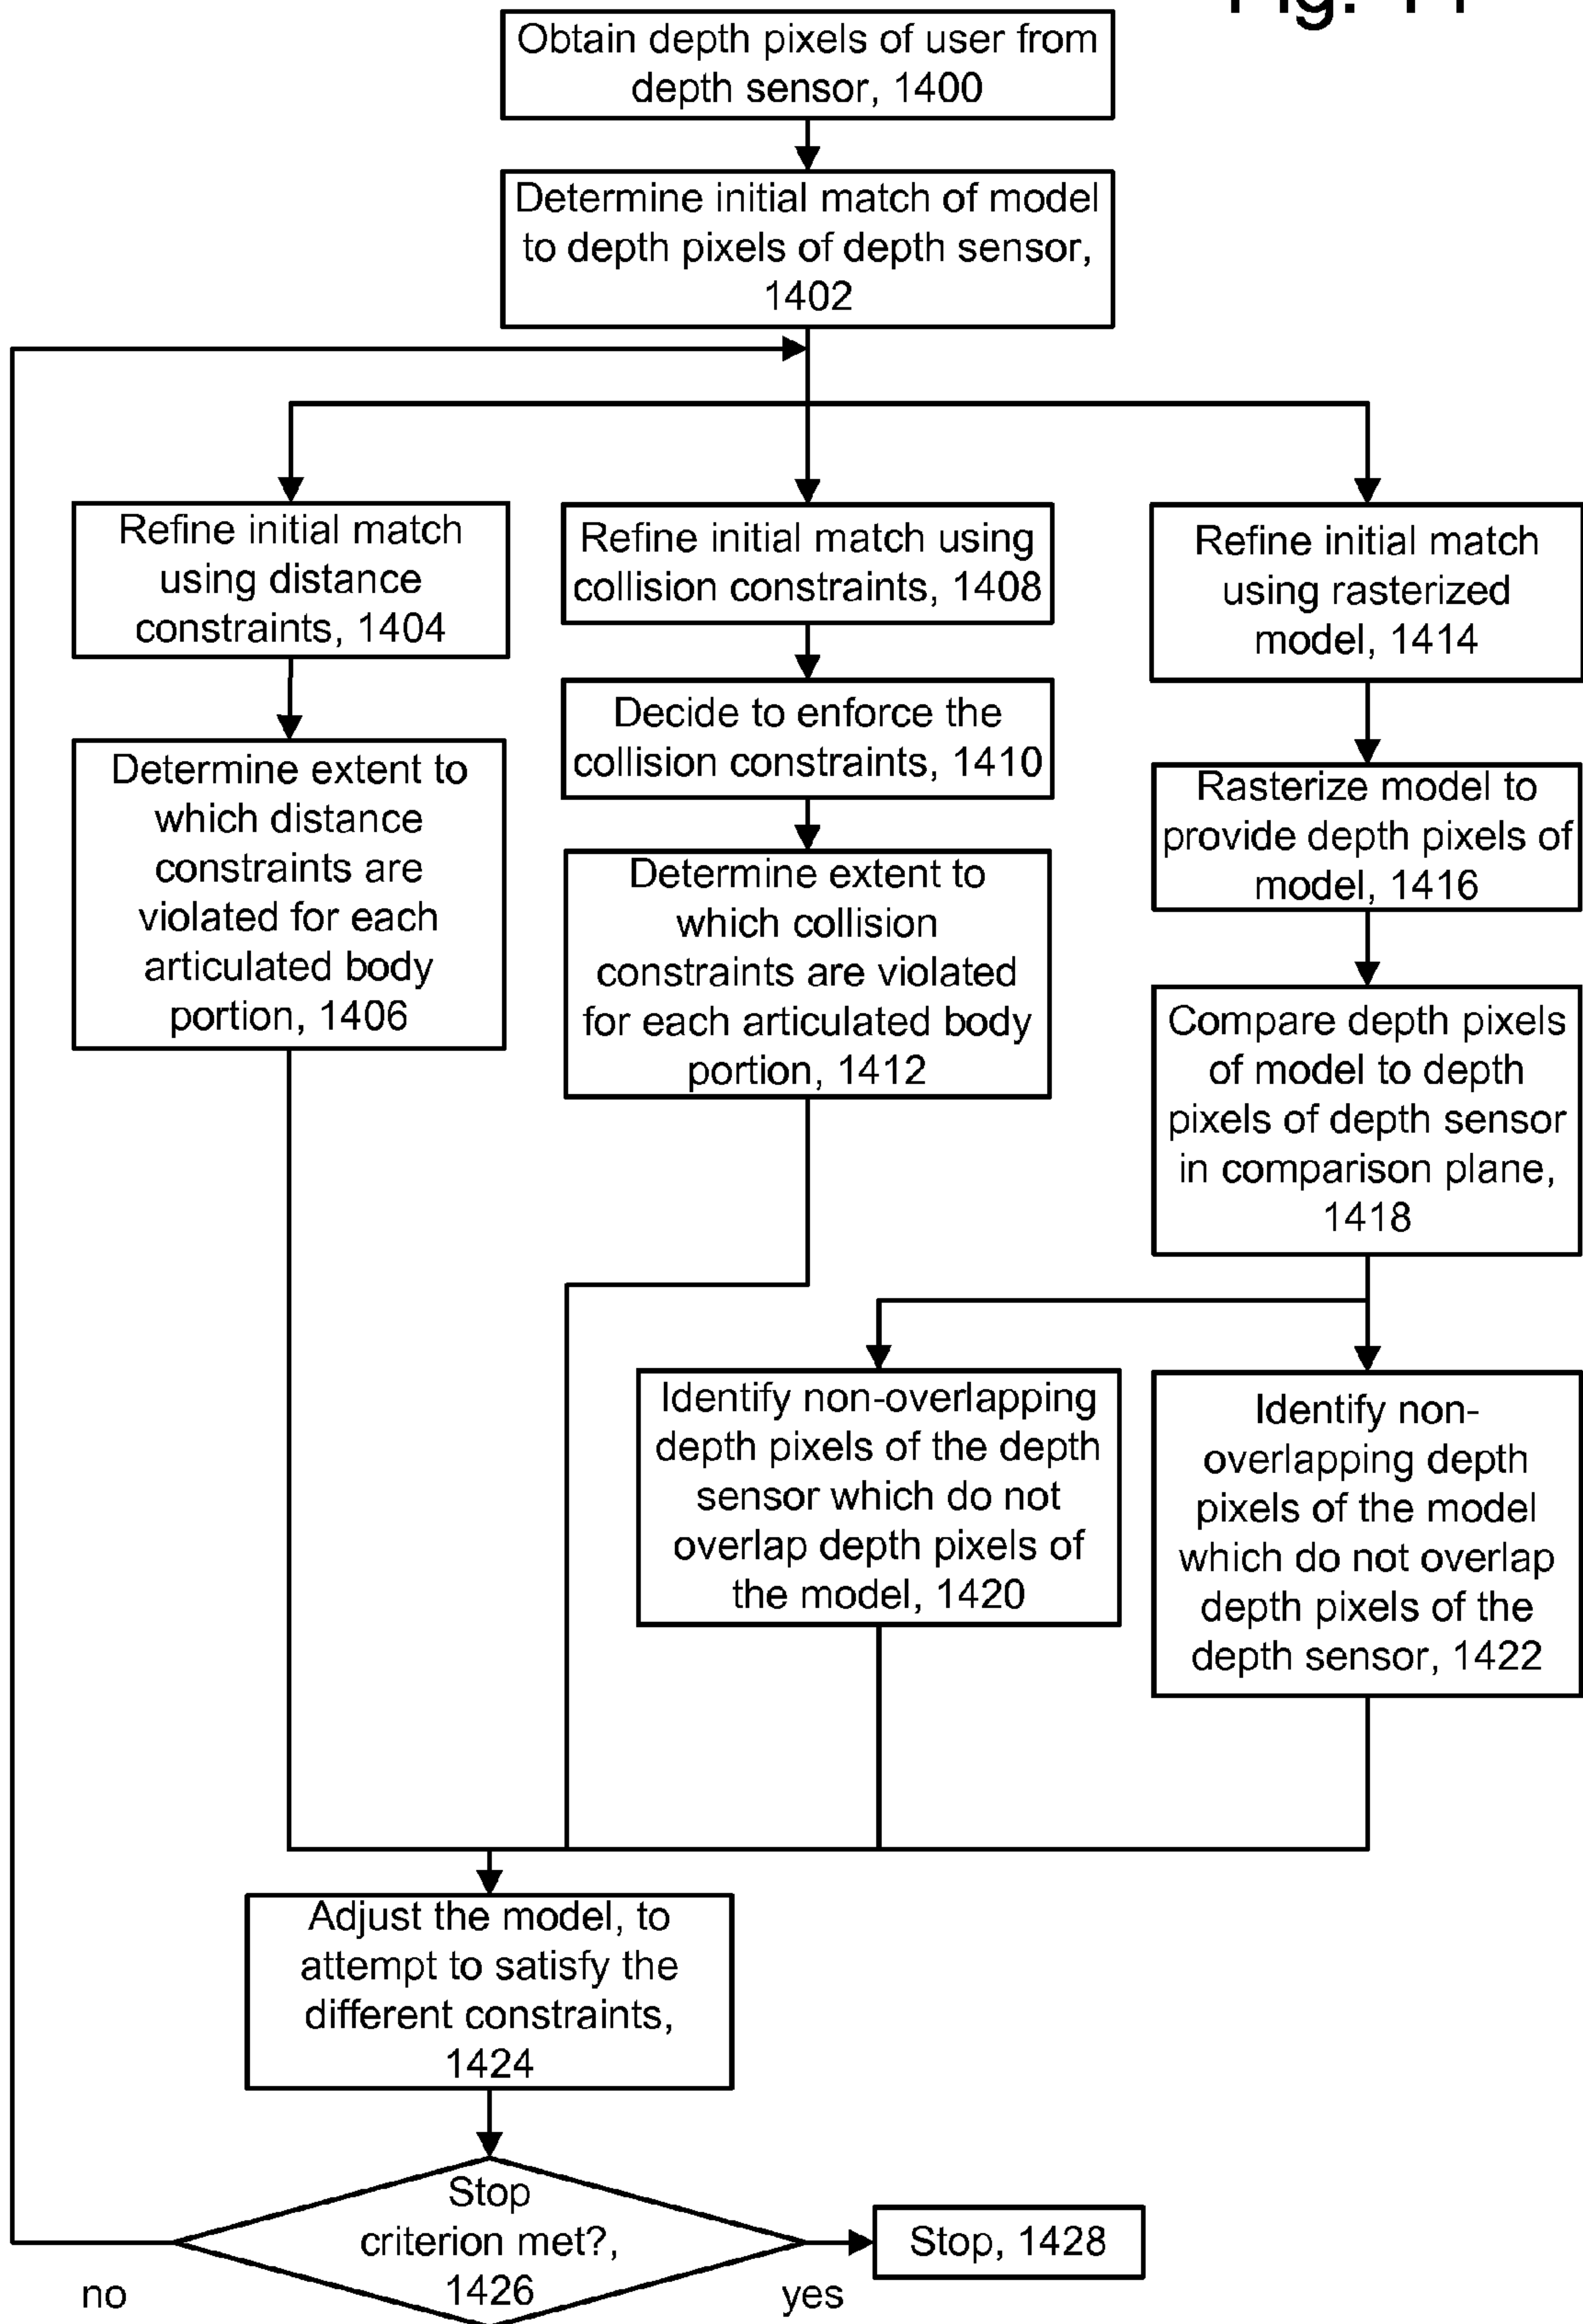 Fig.
Obtain depth pixels of user from
depth sensor, 1400
Determine initial match of model
to depth pixels of depth sensor,
1402
Refine initial match
using distance
constraints, 1404
Determine extent to
which distance
constraints are
violated for each
articulated body
portion, 1406
Refine initial match using
collision constraints, 1408
Decide to enforce the
collision constraints, 1410
Determine extent to
which collision
constraints are violated
for each articulated body
portion, 1412
Refine initial match
using rasterized
model, 1414
Rasterize model to
provide depth pixels of
model, 1416
Compare depth pixels
of model to depth
pixels of depth sensor
in comparison plane,
1418
Identify non-overlapping
depth pixels of the depth
sensor which do not
overlap depth pixels of
the model, 1420
Identify non-
overlapping depth
pixels of the model
which do not overlap
depth pixels of the
depth sensor, 1422
Adjust the model, to
attempt to satisfy the
different constraints,
1424
Stop
criterion met?,
1426
no
yes
Stop, 1428